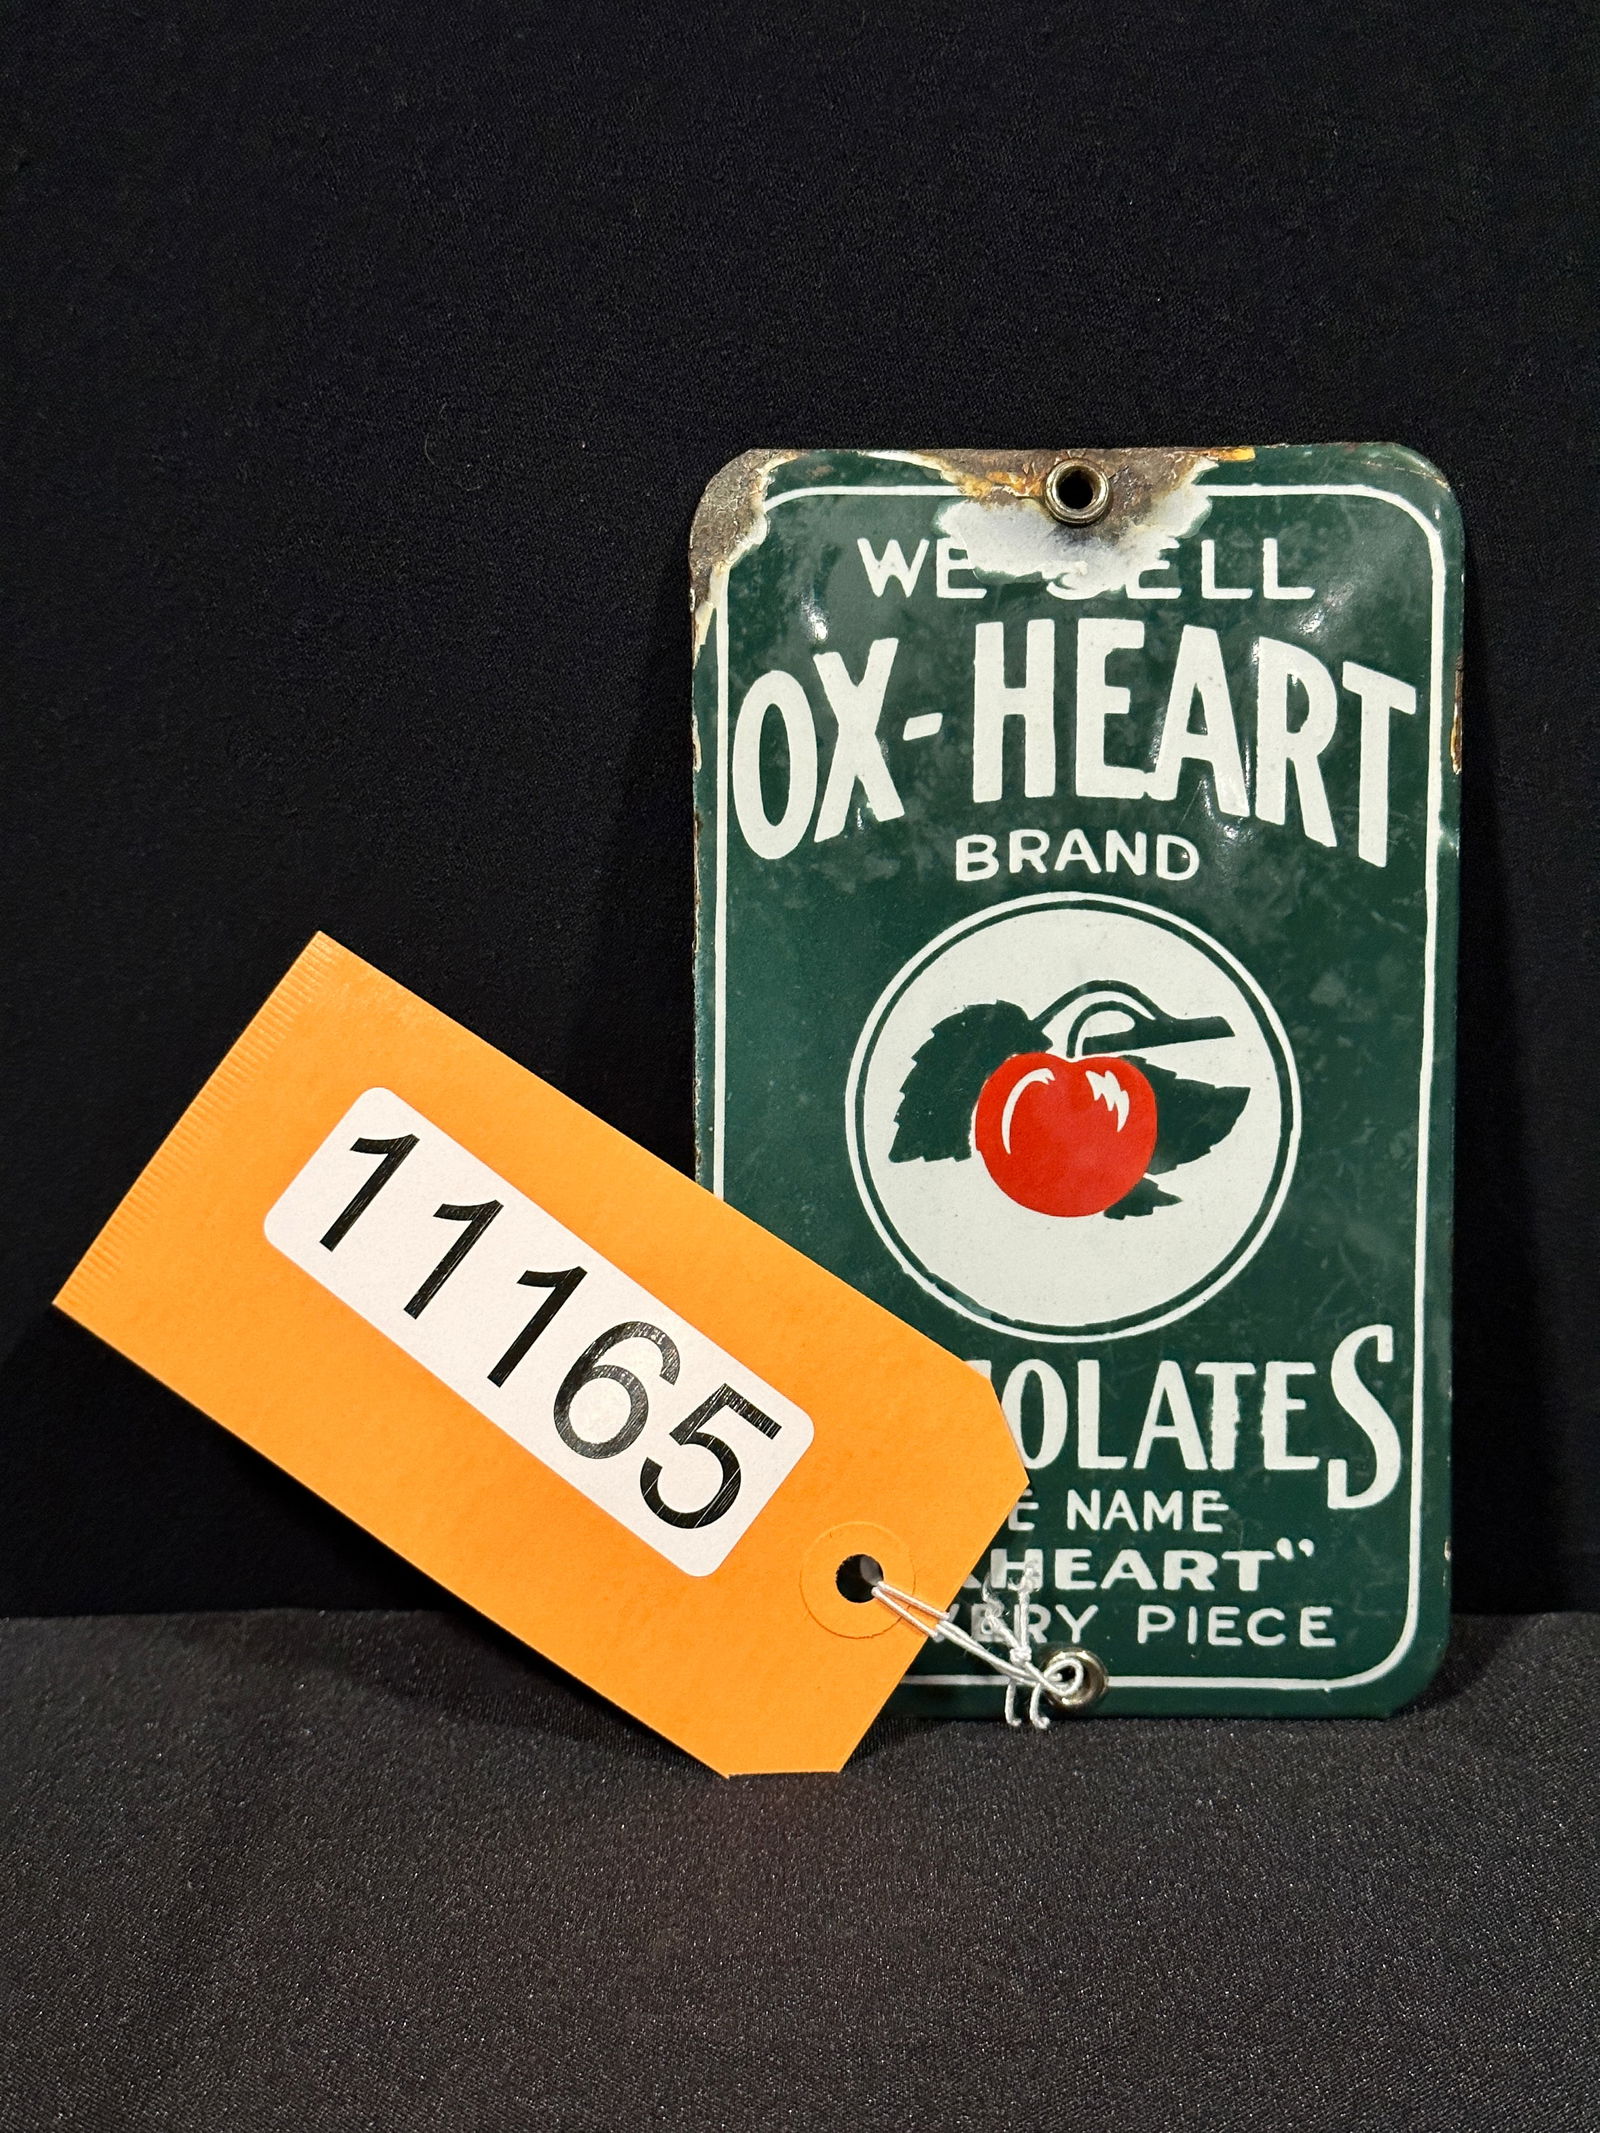 WE SELL
OX-HEART
BRAND
OLATES
NAME
HEART"
PIECE
11165